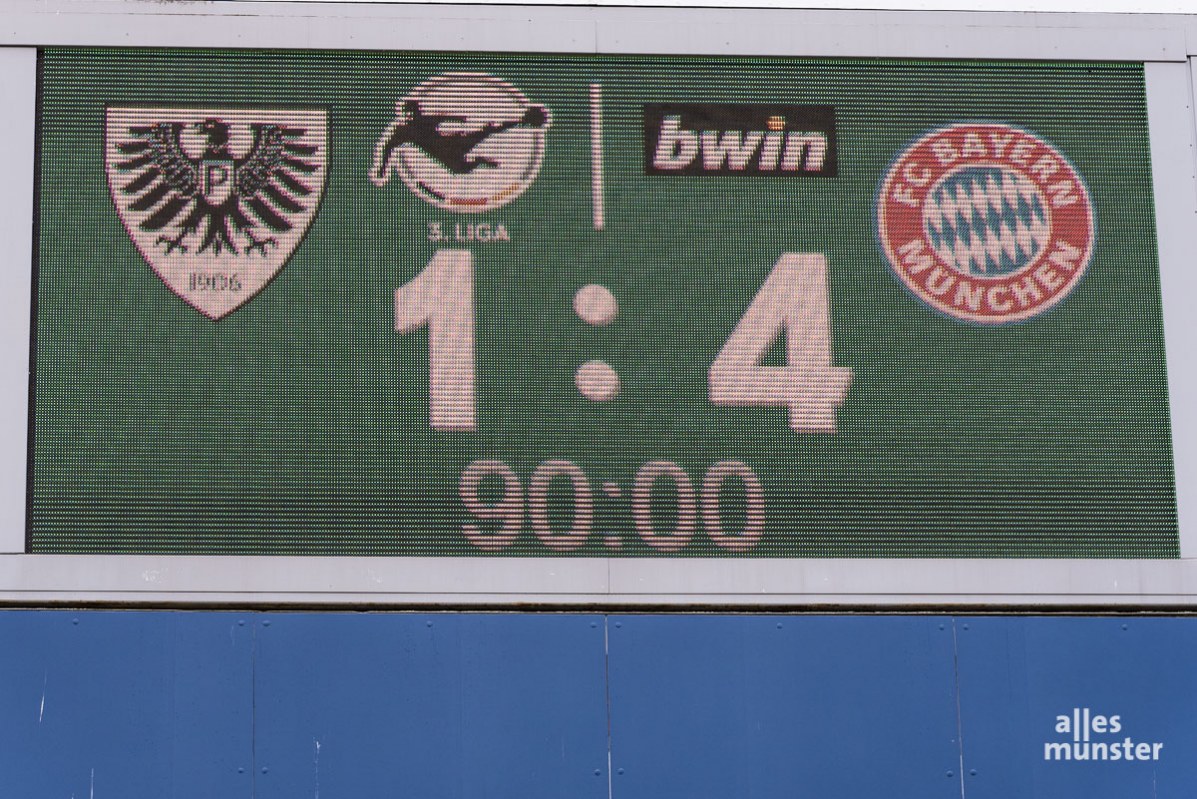 P
1906
3. LIGA
bwin
FC BAYERN
MÜNCHEN
1:4
90:00
alles
münster